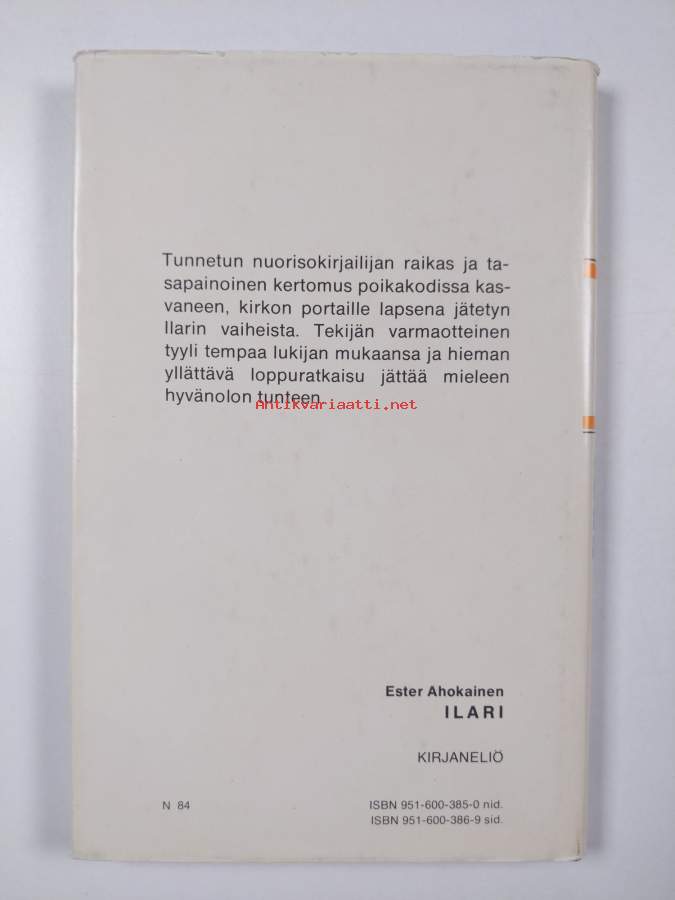 Tunnetun nuorisokirjailijan raikas ja ta-
sapainoinen kertomus poikakodissa kas-
vaneen, kirkon portaille lapsena jätetyn
Ilarin vaiheista. Tekijän varmaotteinen
tyyli tempaa lukijan mukaansa ja hieman
yllättävä loppuratkaisu jättää mieleen
hyvänolon tunteen
Antikvariaatti.net
Ester Ahokainen
ILARI
KIRJANELIÖ
N 84
ISBN 951-600-385-0 nid.
ISBN 951-600-386-9 sid.